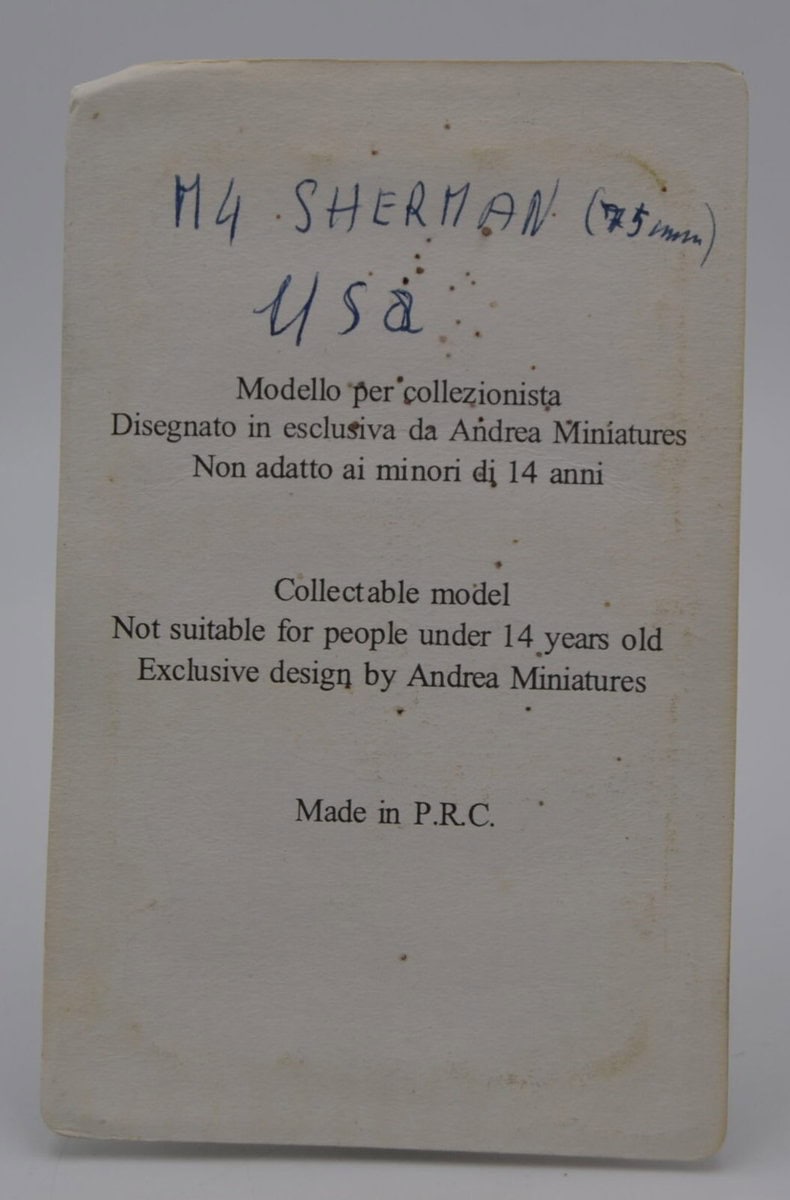 M4 SHERMAN (75mm)
USa
Modello per collezionista
Disegnato in esclusiva da Andrea Miniatures
Non adatto ai minori di 14 anni
Collectable model
Not suitable for people under 14 years old
Exclusive design by Andrea Miniatures
Made in P.R.C.